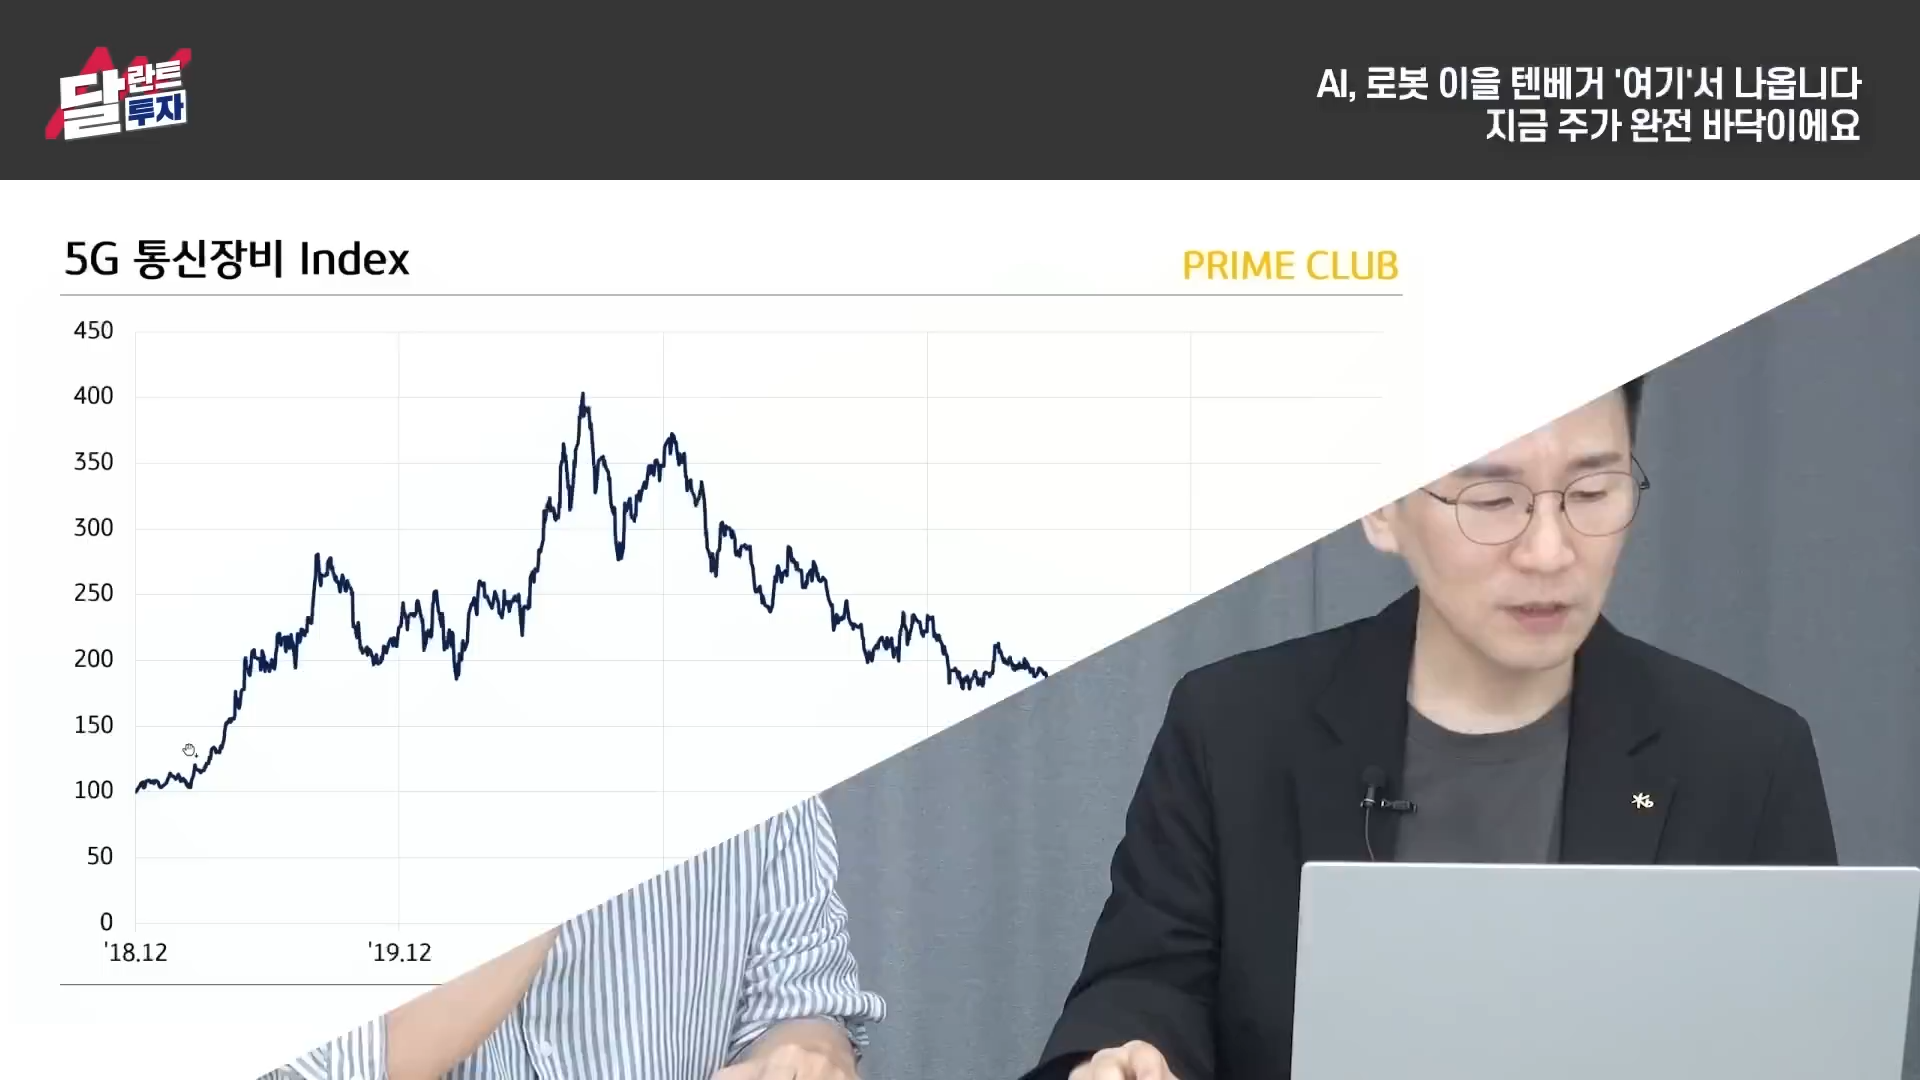 달란트
투자
AI, 로봇 이을 텐베거 '여기'서 나옵니다
지금 주가 완전 바닥이에요
5G 통신장비 Index
PRIME CLUB
450
400
350
300
250
200
150
100
50
0
'18.12
'19.12